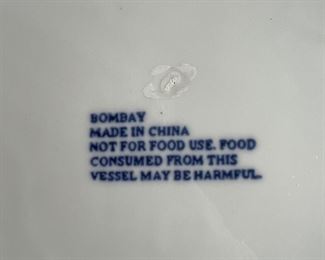 BOMBAY
MADE IN CHINA
NOT FOR FOOD USE. FOOD
CONSUMED FROM THIS
VESSEL MAY BE HARMFUL.